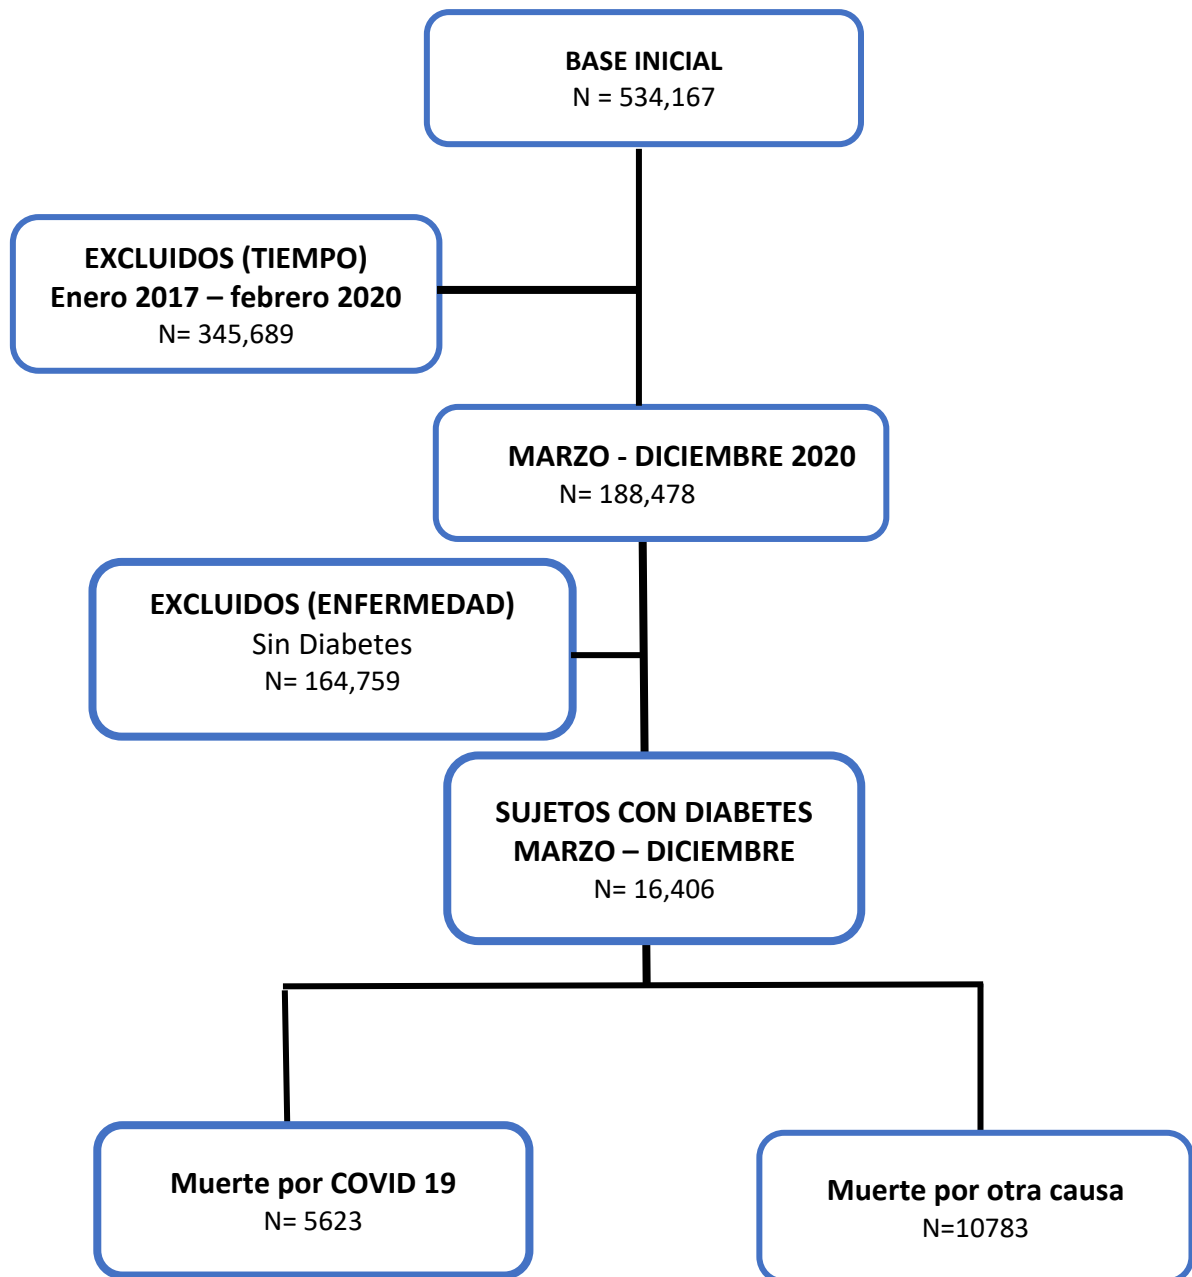 BASE INICIAL
N = 534,167
EXCLUIDOS (TIEMPO)
Enero 2017 – febrero 2020
N= 345,689
MARZO - DICIEMBRE 2020
N= 188,478
EXCLUIDOS (ENFERMEDAD)
Sin Diabetes
N= 164,759
SUJETOS CON DIABETES
MARZO – DICIEMBRE
N= 16,406
Muerte por COVID 19
N= 5623
Muerte por otra causa
N=10783